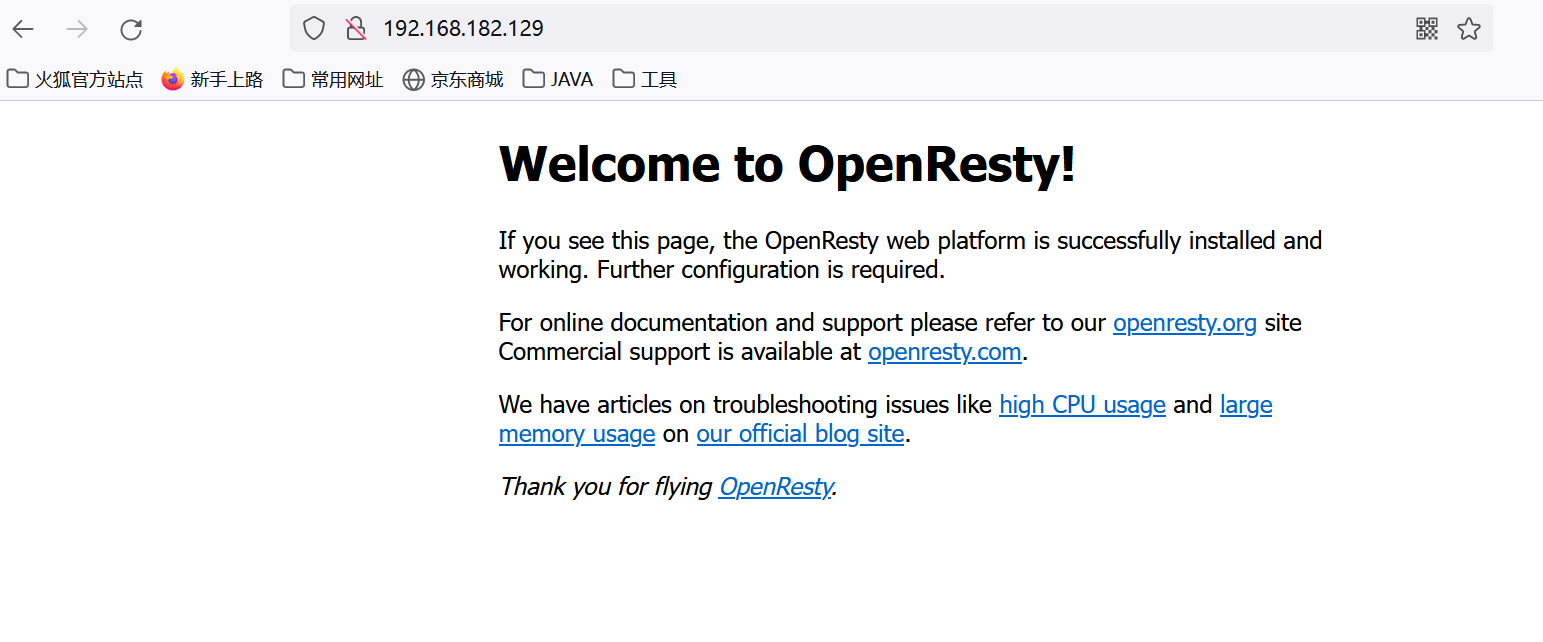 192.168.182.129
火狐官方站点 新手上路 常用网址 京东商城 JAVA 工具
Welcome to OpenResty!
If you see this page, the OpenResty web platform is successfully installed and
working. Further configuration is required.
For online documentation and support please refer to our openresty.org site
Commercial support is available at openresty.com.
We have articles on troubleshooting issues like high CPU usage and large
memory usage on our official blog site.
Thank you for flying OpenResty.